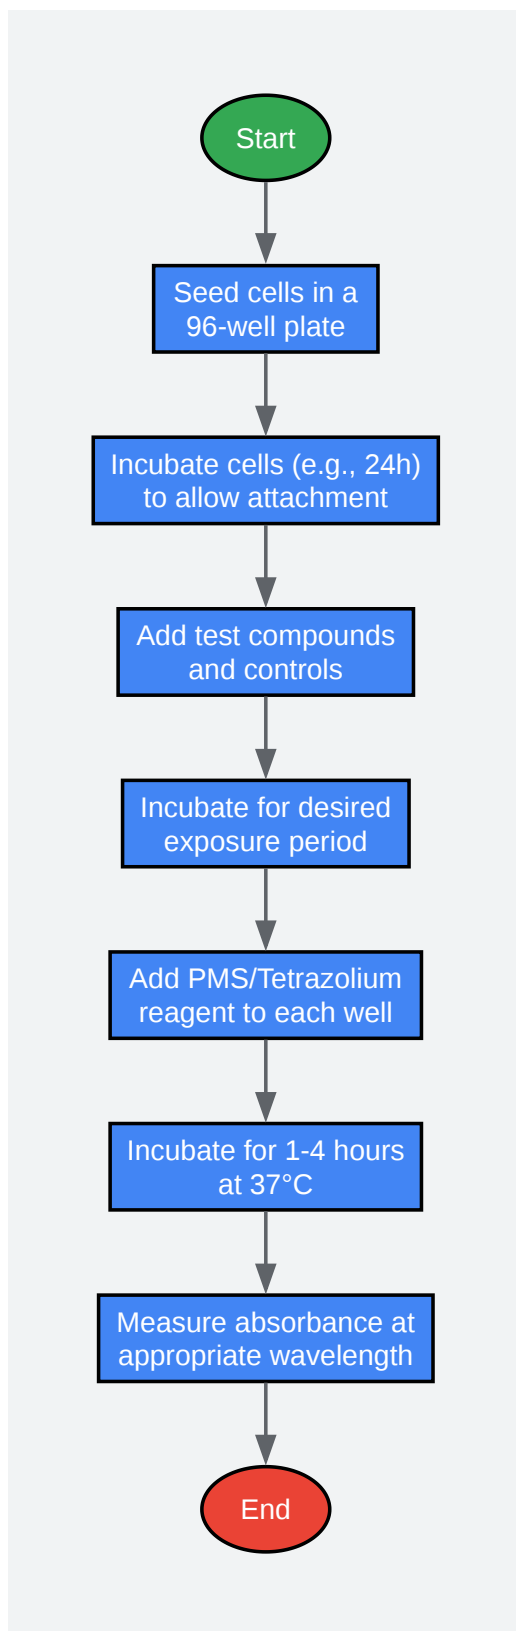 Start
Seed cells in a
96-well plate
Incubate cells (e.g., 24h)
to allow attachment
Add test compounds
and controls
Incubate for desired
exposure period
Add PMS/Tetrazolium
reagent to each well
Incubate for 1-4 hours
at 37°C
Measure absorbance at
appropriate wavelength
End